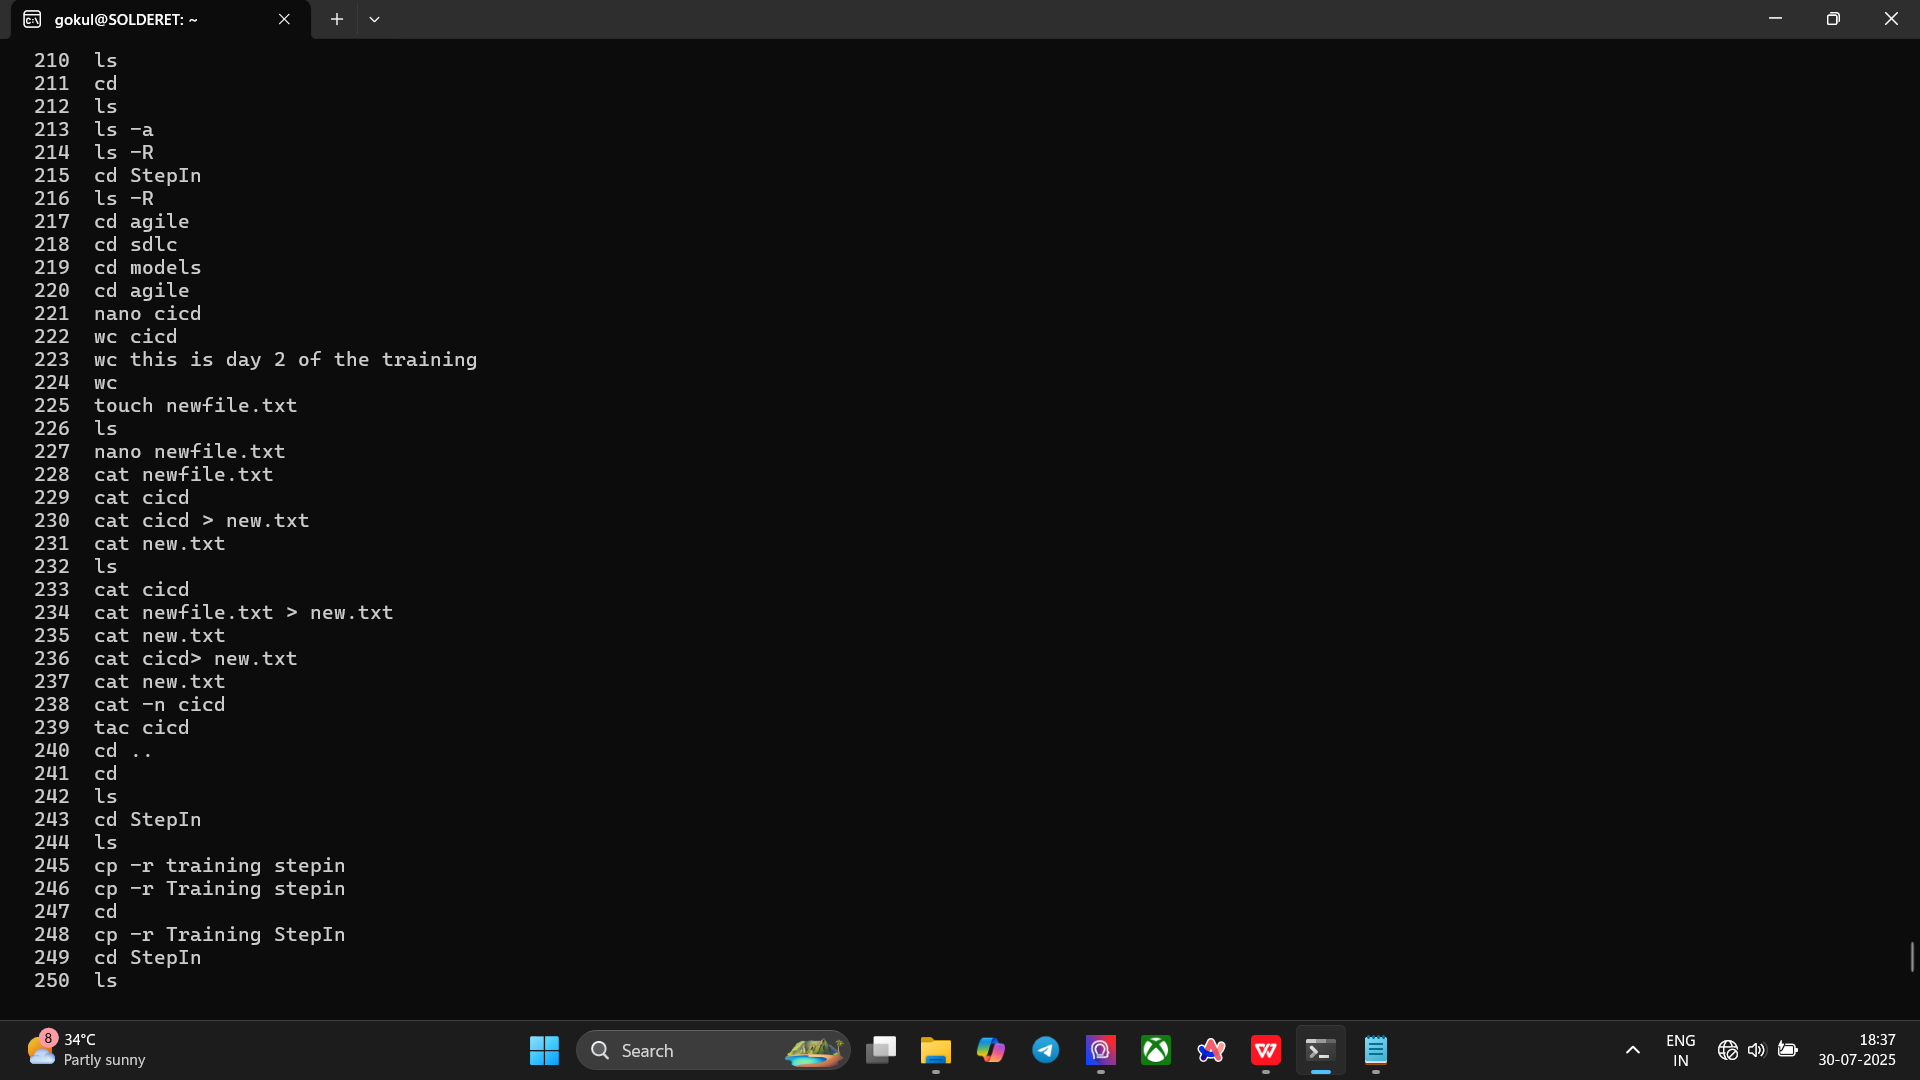 gokul@SOLDERET: ~
210 ls
211 cd
212 ls
213 ls -a
214 ls -R
215 cd StepIn
216 ls -R
217 cd agile
218 cd sdlc
219 cd models
220 cd agile
221 nano cicd
222 wc cicd
223 wc this is day 2 of the training
224 wc
225 touch newfile.txt
226 ls
227 nano newfile.txt
228 cat newfile.txt
229 cat cicd
230 cat cicd > new.txt
231 cat new.txt
232 ls
233 cat cicd
234 cat newfile.txt > new.txt
235 cat new.txt
236 cat cicd> new.txt
237 cat new.txt
238 cat -n cicd
239 tac cicd
240 cd ..
241 cd
242 ls
243 cd StepIn
244 ls
245 cp -r training stepin
246 cp -r Training stepin
247 cd
248 cp -r Training StepIn
249 cd StepIn
250 ls
8
34°C
Partly sunny
Search
ENG
IN
18:37
30-07-2025